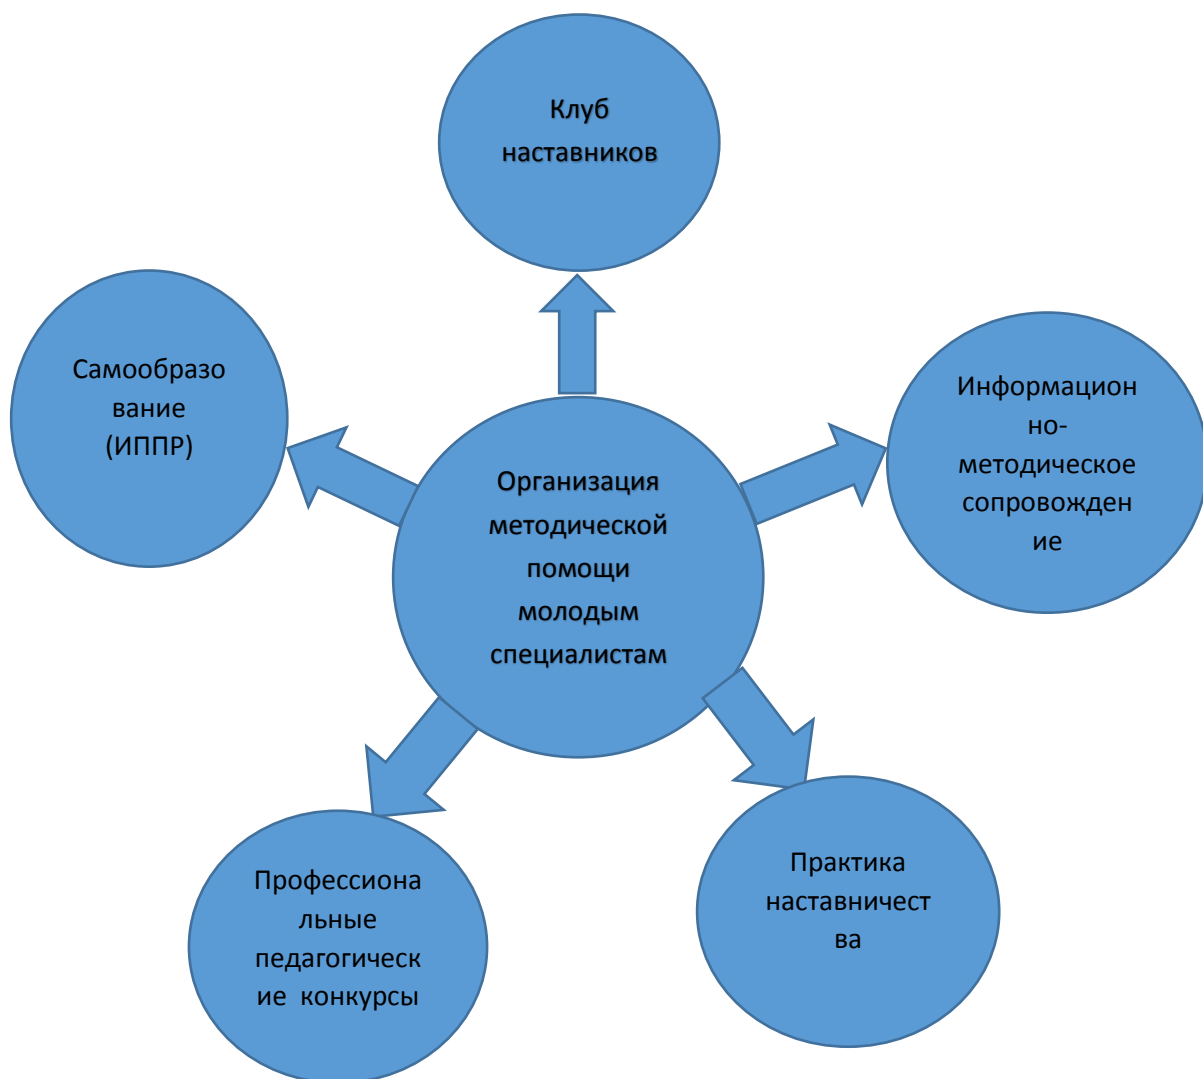 Клуб
наставников
Самообразо
вание
(ИППР)
Информацион
но-
методическое
сопровожден
ие
Организация
методической
помощи
молодым
специалистам
Профессиона
льные
педагогическ
ие конкурсы
Практика
наставничест
ва